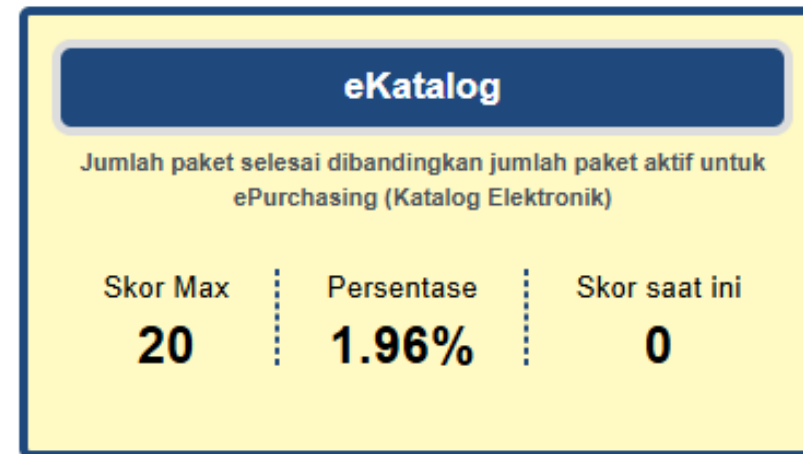 eKatalog
Jumlah paket selesai dibandingkan jumlah paket aktif untuk
ePurchasing (Katalog Elektronik)
Skor Max
Persentase
Skor saat ini
20
1.96%
0